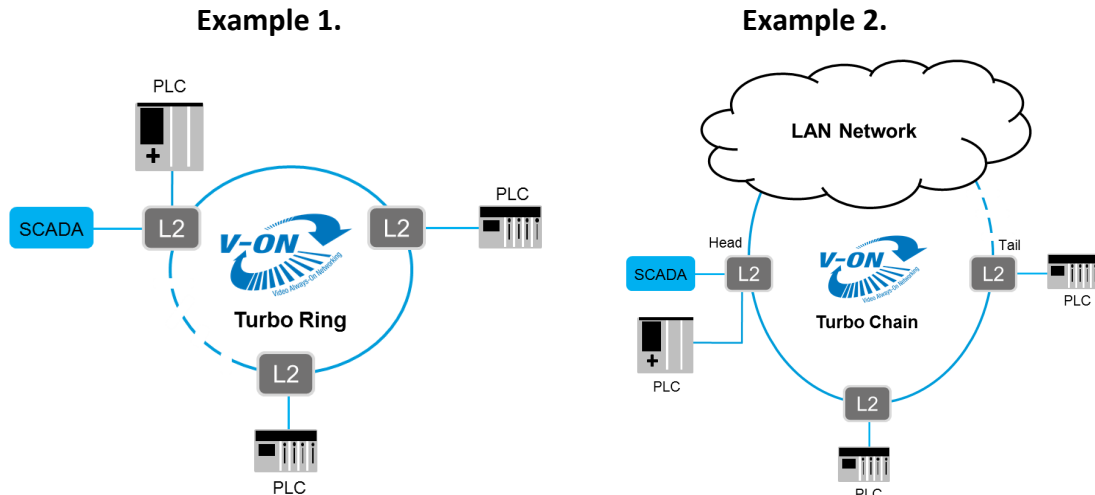 Example 1.
PLC
SCADA
L2
L2
PLC
V-ON
Video Always-On Networking
Turbo Ring
L2
PLC
Example 2.
LAN Network
Head
Tail
SCADA
L2
V-ON
Video Always-On Networking
L2
PLC
Turbo Chain
PLC
L2
PLC